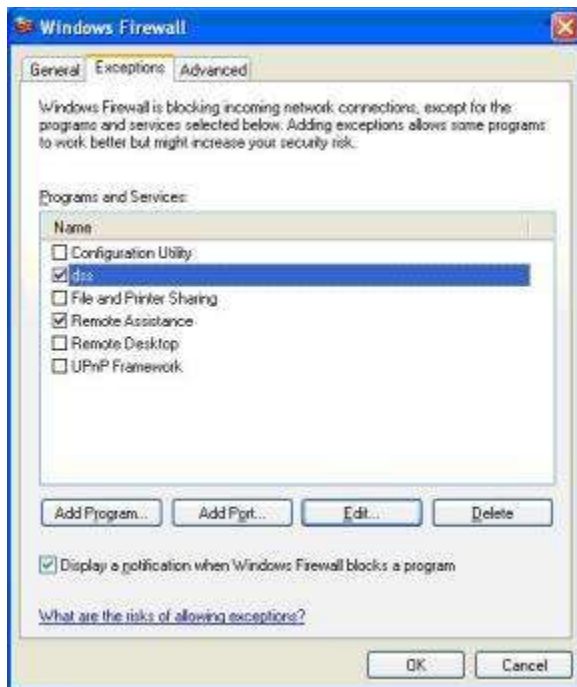 Windows Firewall
General Exceptions Advanced
Windows Firewall is blocking incoming network connections, except for the
programs and services selected below. Adding exceptions allows some programs
to work better but might increase your security risk.
Programs and Services:
Name
Configuration Utility
dss
File and Printer Sharing
Remote Assistance
Remote Desktop
UPnP Framework
Add Program... Add Port... Edit... Delete
Display a notification when Windows Firewall blocks a program
What are the risks of allowing exceptions?
OK Cancel